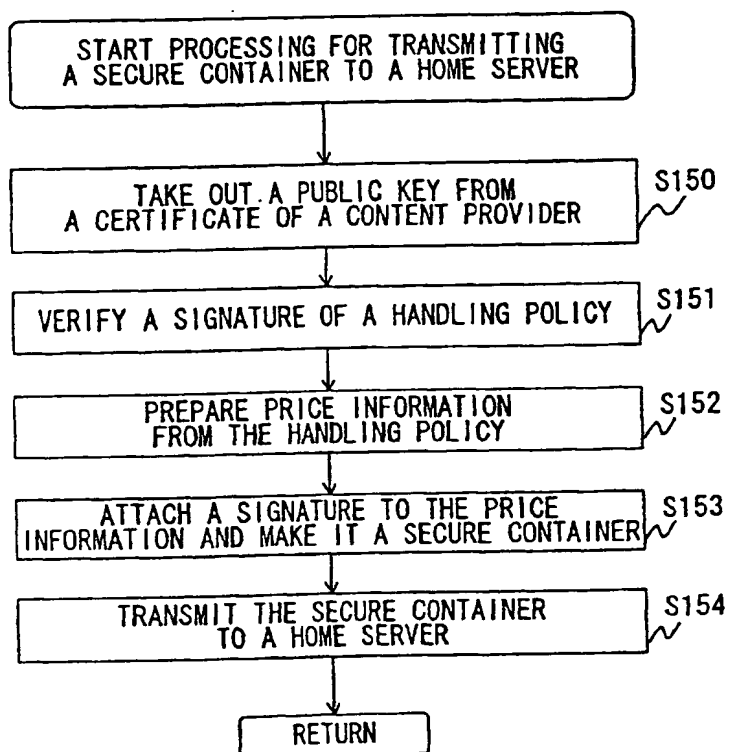 START PROCESSING FOR TRANSMITTING
A SECURE CONTAINER TO A HOME SERVER
TAKE OUT A PUBLIC KEY FROM
A CERTIFICATE OF A CONTENT PROVIDER
S150
VERIFY A SIGNATURE OF A HANDLING POLICY
S151
PREPARE PRICE INFORMATION
FROM THE HANDLING POLICY
S152
ATTACH A SIGNATURE TO THE PRICE
INFORMATION AND MAKE IT A SECURE CONTAINER
S153
TRANSMIT THE SECURE CONTAINER
TO A HOME SERVER
S154
RETURN